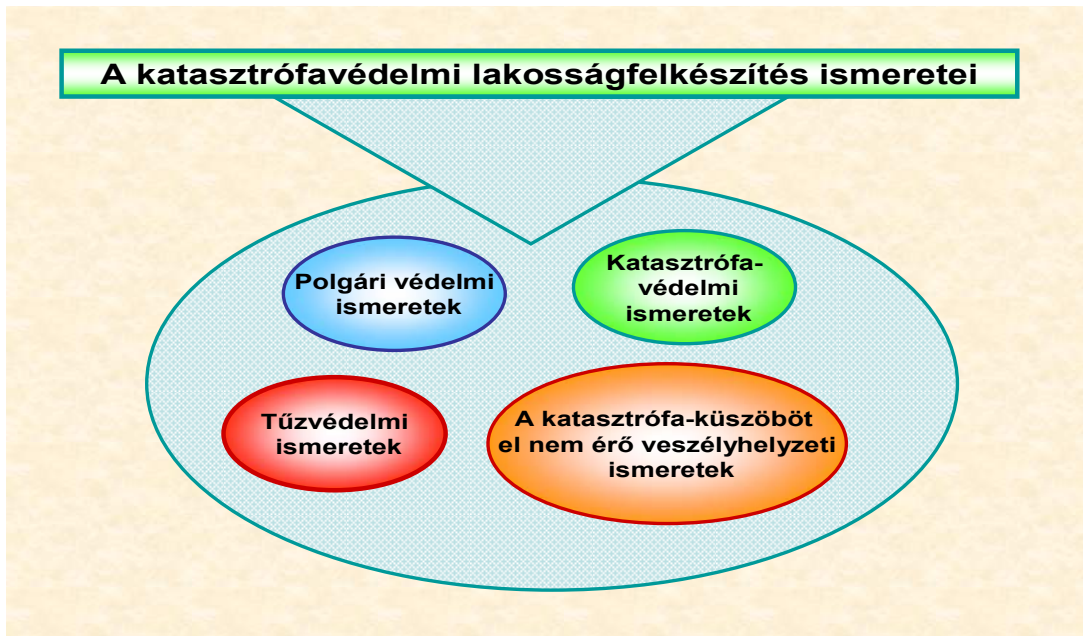 A katasztrófavédelmi lakosságfelkészítés ismeretei
Polgári védelmi
ismeretek
Katasztrófa-
védelmi
ismeretek
Tűzvédelmi
ismeretek
A katasztrófa-küszöböt
el nem érő veszélyhelyzeti
ismeretek